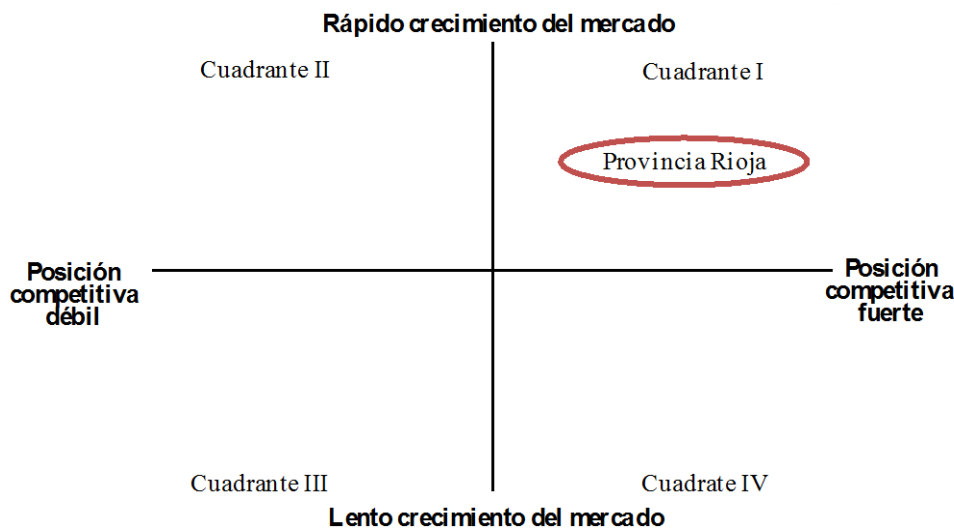 Rápido crecimiento del mercado
Cuadrante II
Cuadrante I
Provincia Rioja
Posición
competitiva
débil
Posición
competitiva
fuerte
Cuadrante III
Cuadrate IV
Lento crecimiento del mercado